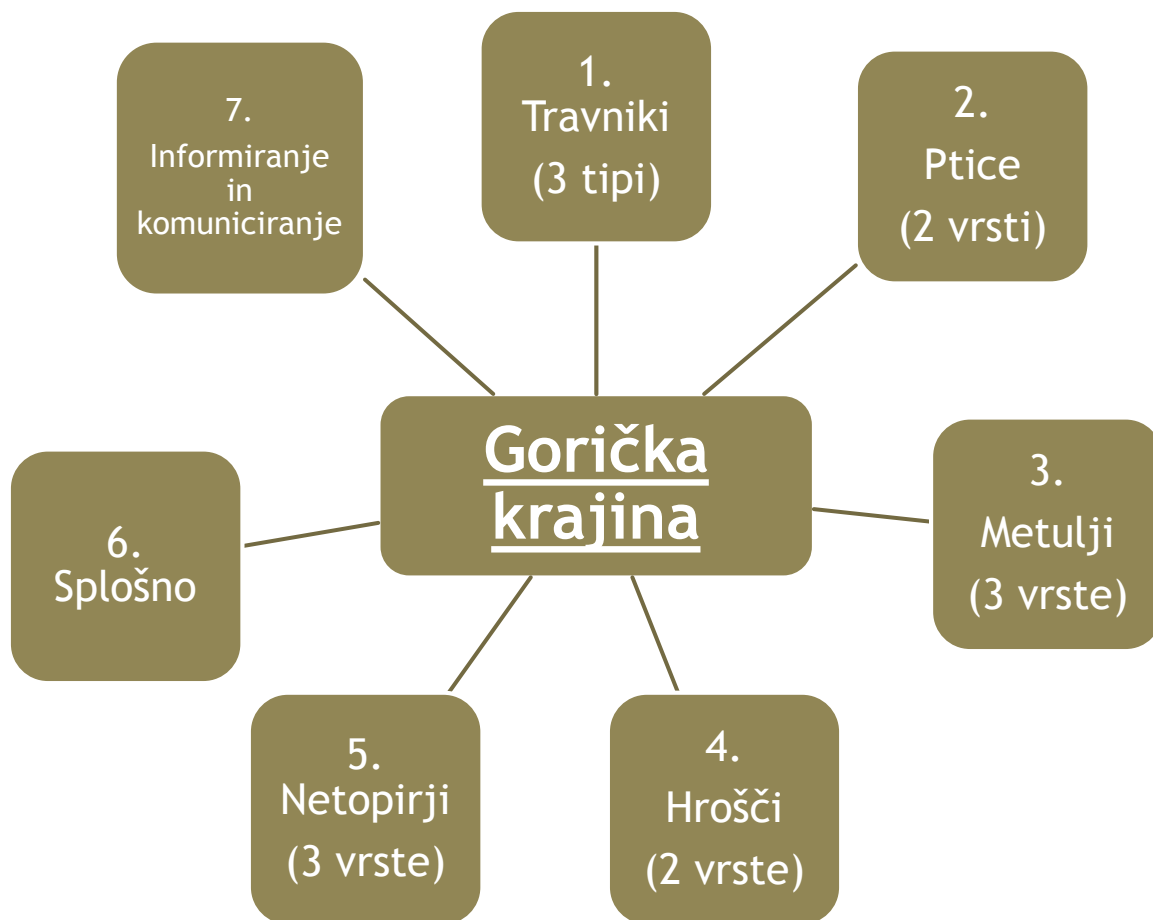 Gorička
krajina
1.
Travniki
(3 tipi)
2.
Ptice
(2 vrsti)
3.
Metulji
(3 vrste)
4.
Hrošči
(2 vrste)
5.
Netopirji
(3 vrste)
6.
Splošno
7.
Informiranje
in
komuniciranje